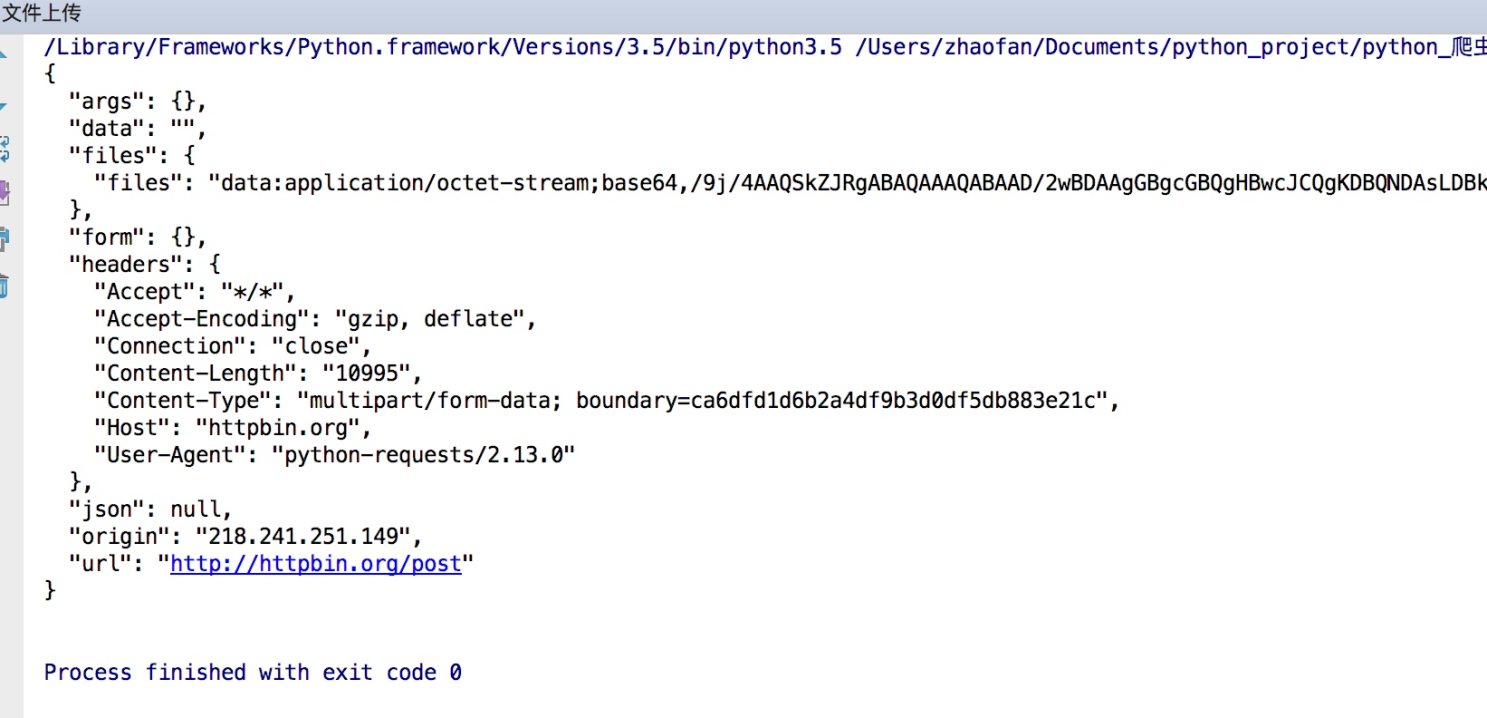 文件上传
/Library/Frameworks/Python.framework/Versions/3.5/bin/python3.5 /Users/zhaofan/Documents/python_project/python_爬虫
{
"args": {},
"data": "",
"files": {
"files": "data:application/octet-stream;base64,/9j/4AAQSkZJRgABAQAAAQABAAD/2wBDAAgGBgcGBQgHBwcJCQgKDBQNDAsLDBk
},
"form": {},
"headers": {
"Accept": "*/*",
"Accept-Encoding": "gzip, deflate",
"Connection": "close",
"Content-Length": "10995",
"Content-Type": "multipart/form-data; boundary=ca6dfd1d6b2a4df9b3d0df5db883e21c",
"Host": "httpbin.org",
"User-Agent": "python-requests/2.13.0"
},
"json": null,
"origin": "218.241.251.149",
"url": "http://httpbin.org/post"
}
Process finished with exit code 0